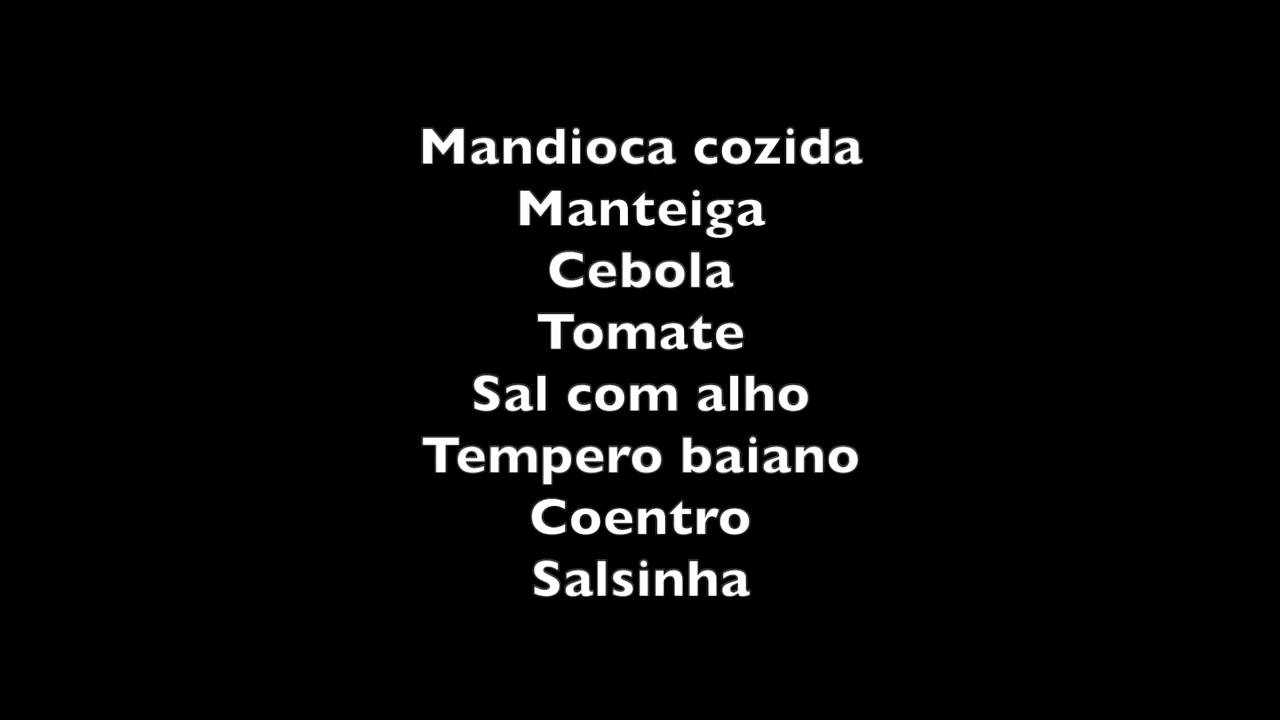 Mandioca cozida
Manteiga
Cebola
Tomate
Sal com alho
Tempero baiano
Coentro
Salsinha